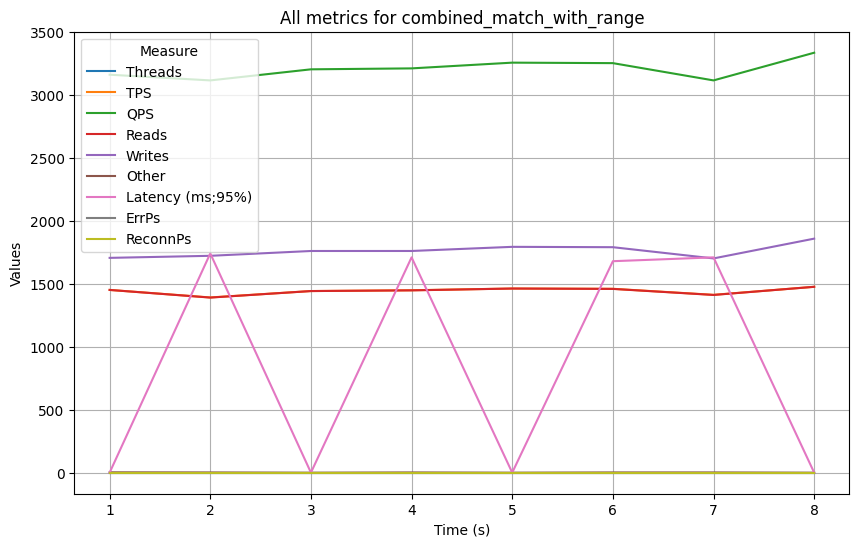 All metrics for combined_match_with_range
Measure
Threads
TPS
QPS
Reads
Writes
Other
Latency (ms;95%)
ErrPs
ReconnPs
3500
3000
2500
2000
1500
1000
500
0
Values
1 2 3 4 5 6 7 8
Time (s)